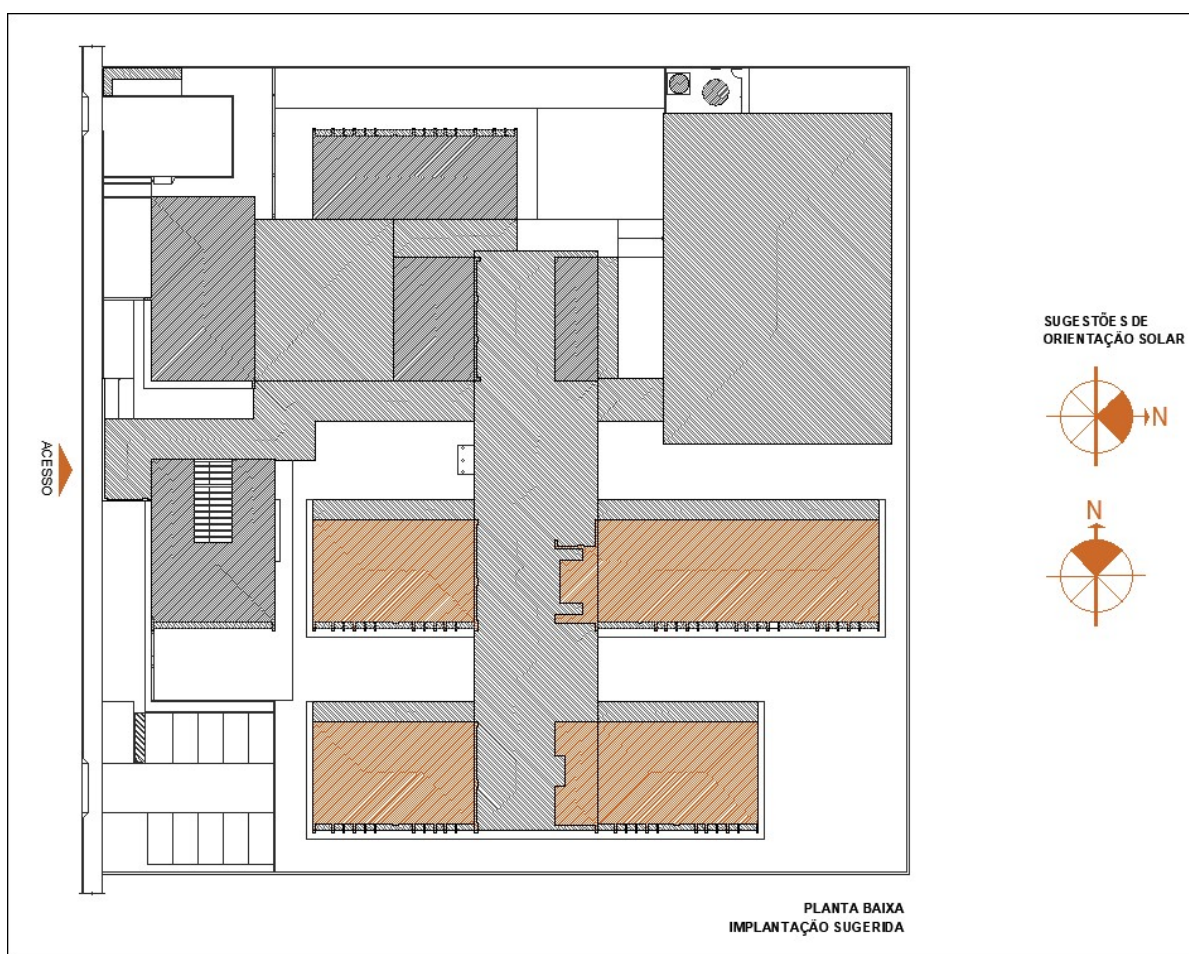 SUGESTÕES DE
ORIENTAÇÃO SOLAR
N
N
ACESSO
PLANTA BAIXA
IMPLANTAÇÃO SUGERIDA